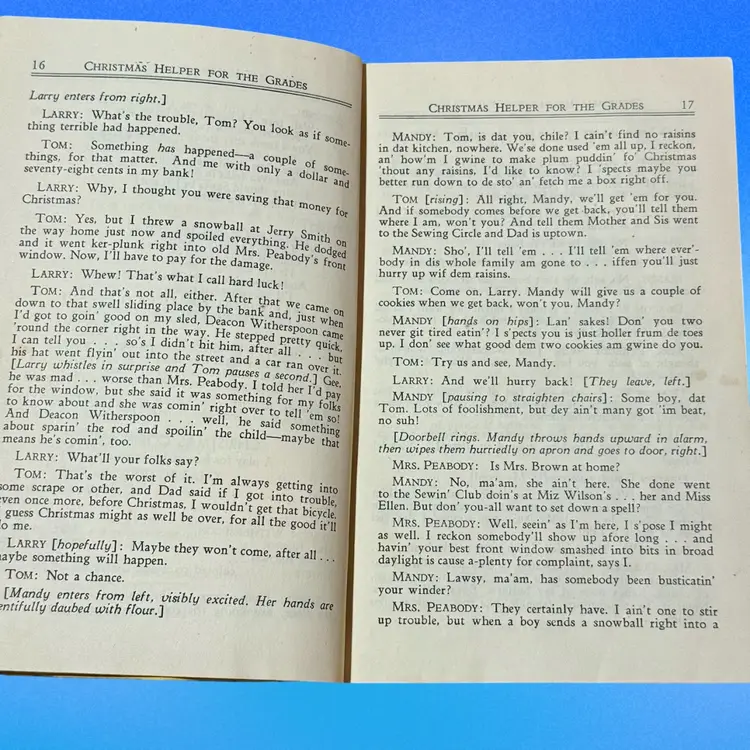 16 CHRISTMAS HELPER FOR THE GRADES
Larry enters from right.]
LARRY: What's the trouble, Tom? You look as if some-
thing terrible had happened.
TOM: Something has happened—a couple of some-
things, for that matter. And me with only a dollar and
seventy-eight cents in my bank!
LARRY: Why, I thought you were saving that money for
Christmas?
TOM: Yes, but I threw a snowball at Jerry Smith on
the way home just now and spoiled everything. He dodged
and it went ker-plunk right into old Mrs. Peabody's front
window. Now, I'll have to pay for the damage.
LARRY: Whew! That's what I call hard luck!
TOM: And that's not all, either. After that we came on
down to that swell sliding place by the bank and, just when
I'd got to goin' good on my sled, Deacon Witherspoon came
'round the corner right in the way. He stepped pretty quick,
I can tell you . . . so's I didn't hit him, after all . . . but
his hat went flyin' out into the street and a car ran over it.
[Larry whistles in surprise and Tom pauses a second.] Gee,
he was mad . . . worse than Mrs. Peabody. I told her I'd pay
for the window, but she said it was something for my folks
to know about and she was comin' right over to tell 'em so!
And Deacon Witherspoon . . . well, he said something
about sparin' the rod and spoilin' the child—maybe that
means he's comin', too.
LARRY: What'll your folks say?
TOM: That's the worst of it. I'm always getting into
some scrape or other, and Dad said if I got into trouble,
even once more, before Christmas, I wouldn't get that bicycle.
guess Christmas might as well be over, for all the good it'll
do me.
LARRY [hopefully]: Maybe they won't come, after all . . .
maybe something will happen.
TOM: Not a chance.
[Mandy enters from left, visibly excited. Her hands are
entifully daubed with flour.]
CHRISTMAS HELPER FOR THE GRADES 17
MANDY: Tom, is dat you, chile? I cain't find no raisins
in dat kitchen, nowhere. We'se done used 'em all up, I reckon,
an' how'm I gwine to make plum puddin' fo' Christmas
'thout any raisins, I'd like to know? I 'spects maybe you
better run down to de sto' an' fetch me a box right off.
TOM [rising]: All right, Mandy, we'll get 'em for you.
And if somebody comes before we get back, you'll tell them
where I am, won't you? And tell them Mother and Sis went
to the Sewing Circle and Dad is uptown.
MANDY: Sho', I'll tell 'em . . . I'll tell 'em where ever'-
body in dis whole family am gone to . . . iffen you'll just
hurry up wif dem raisins.
TOM: Come on, Larry. Mandy will give us a couple of
cookies when we get back, won't you, Mandy?
MANDY [hands on hips]: Lan' sakes! Don' you two
never git tired eatin'? I s'pects you is just holler frum de toes
up, I don' see what good dem two cookies am gwine do you.
TOM: Try us and see, Mandy.
LARRY: And we'll hurry back! [They leave, left.]
MANDY [pausing to straighten chairs]: Some boy, dat
Tom. Lots of foolishment, but dey ain't many got 'im beat,
no suh!
[Doorbell rings. Mandy throws hands upward in alarm,
then wipes them hurriedly on apron and goes to door, right.]
MRS. PEABODY: Is Mrs. Brown at home?
MANDY: No, ma'am, she ain't here. She done went
to the Sewin' Club doin's at Miz Wilson's . . . her and Miss
Ellen. But don' you-all want to set down a spell?
MRS. PEABODY: Well, seein' as I'm here, I s'pose I might
as well. I reckon somebody'll show up afore long . . . and
havin' your best front window smashed into bits in broad
daylight is cause a-plenty for complaint, says I.
MANDY: Lawsy, ma'am, has somebody been busticatin'
your winder?
MRS. PEABODY: They certainly have. I ain't one to stir
up trouble, but when a boy sends a snowball right into a